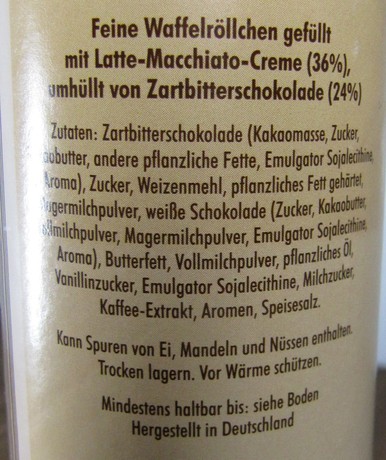 Feine Waffelröllchen gefüllt
mit Latte-Macchiato-Creme (36%),
umhüllt von Zartbitterschokolade (24%)
Zutaten: Zartbitterschokolade (Kakaomasse, Zucker,
aobutter, andere pflanzliche Fette, Emulgator Sojalecithine,
Aroma), Zucker, Weizenmehl, pflanzliches Fett gehärtet,
agermilchpulver, weiße Schokolade (Zucker, Kakaobutter,
ollmilchpulver, Magermilchpulver, Emulgator Sojalecithine,
Aroma), Butterfett, Vollmilchpulver, pflanzliches Öl,
Vanillinzucker, Emulgator Sojalecithine, Milchzucker,
Kaffee-Extrakt, Aromen, Speisesalz.
Kann Spuren von Ei, Mandeln und Nüssen enthalten.
Trocken lagern. Vor Wärme schützen.
Mindestens haltbar bis: siehe Boden
Hergestellt in Deutschland